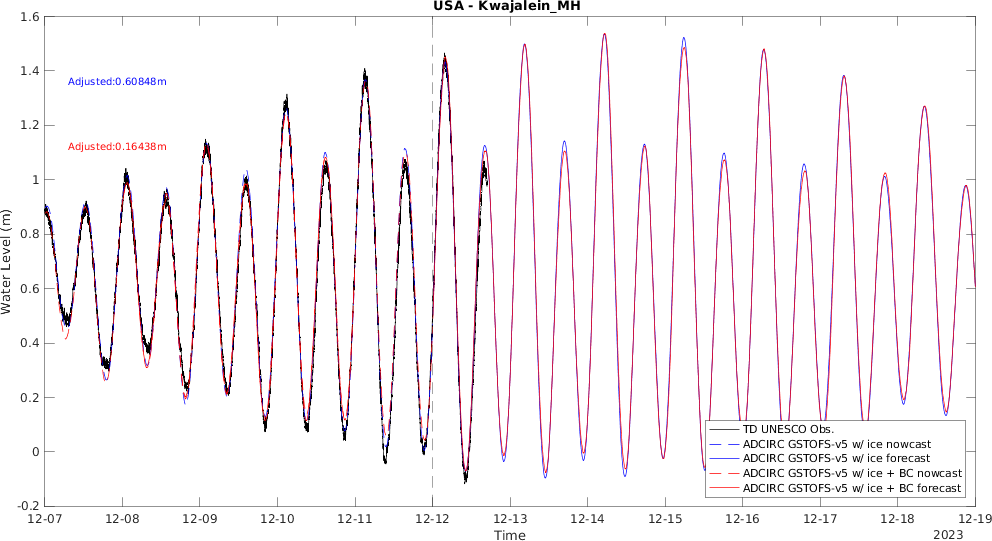 USA - Kwajalein_MH
1.6
1.4
1.2
1
0.8
0.6
0.4
0.2
0
-0.2
Water Level (m)
Adjusted:0.60848m
Adjusted:0.16438m
TD UNESCO Obs.
ADCIRC GSTOFS-v5 w/ ice nowcast
ADCIRC GSTOFS-v5 w/ ice forecast
ADCIRC GSTOFS-v5 w/ ice + BC nowcast
ADCIRC GSTOFS-v5 w/ ice + BC forecast
12-07 12-08 12-09 12-10 12-11 12-12 12-13 12-14 12-15 12-16 12-17 12-18 12-19
Time
2023